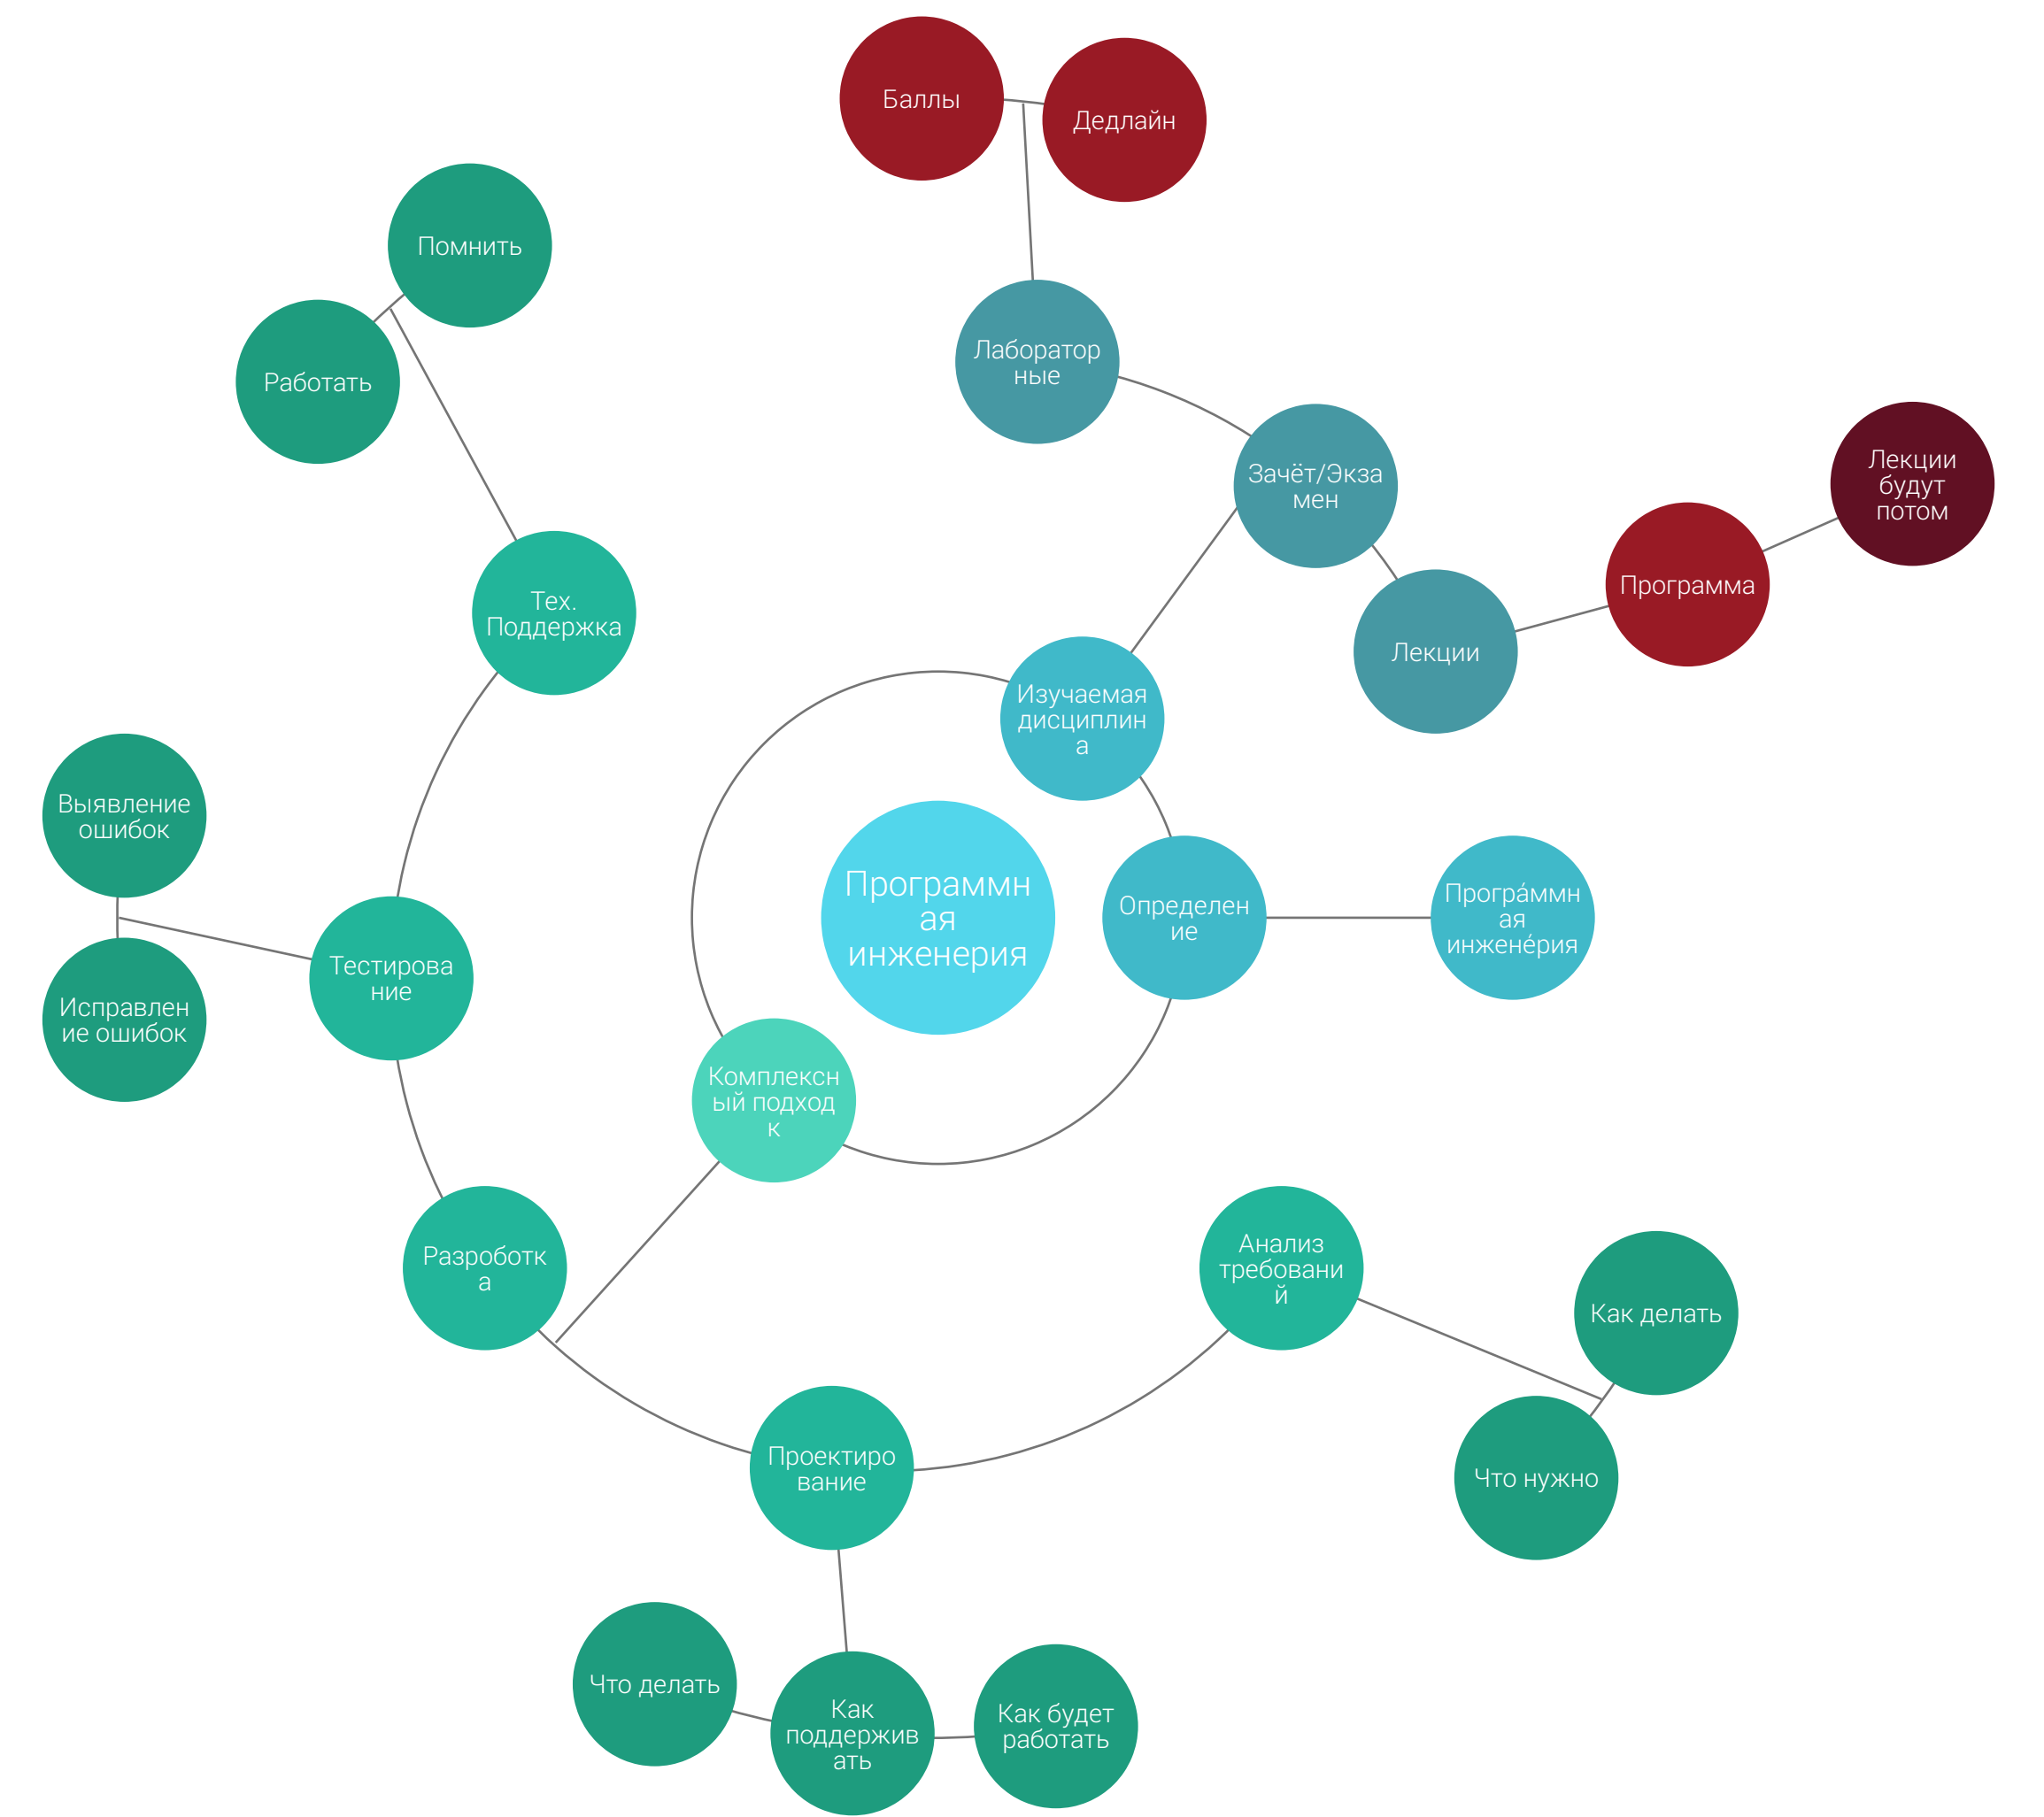 Баллы
Дедлайн
Помнить
Работать
Лаборатор
ные
Зачёт/Экза
мен
Лекции
будут
потом
Программа
Лекции
Тех.
Поддержка
Изучаемая
дисциплин
а
Выявление
ошибок
Программн
ая
инженерия
Определен
ие
Програ́ммн
ая
инжене́рия
Тестирова
ние
Исправлен
ие ошибок
Комплексн
ый подход
к
Разроботк
а
Анализ
требовани
й
Как делать
Что нужно
Проектиро
вание
Что делать
Как
поддержив
ать
Как будет
работать